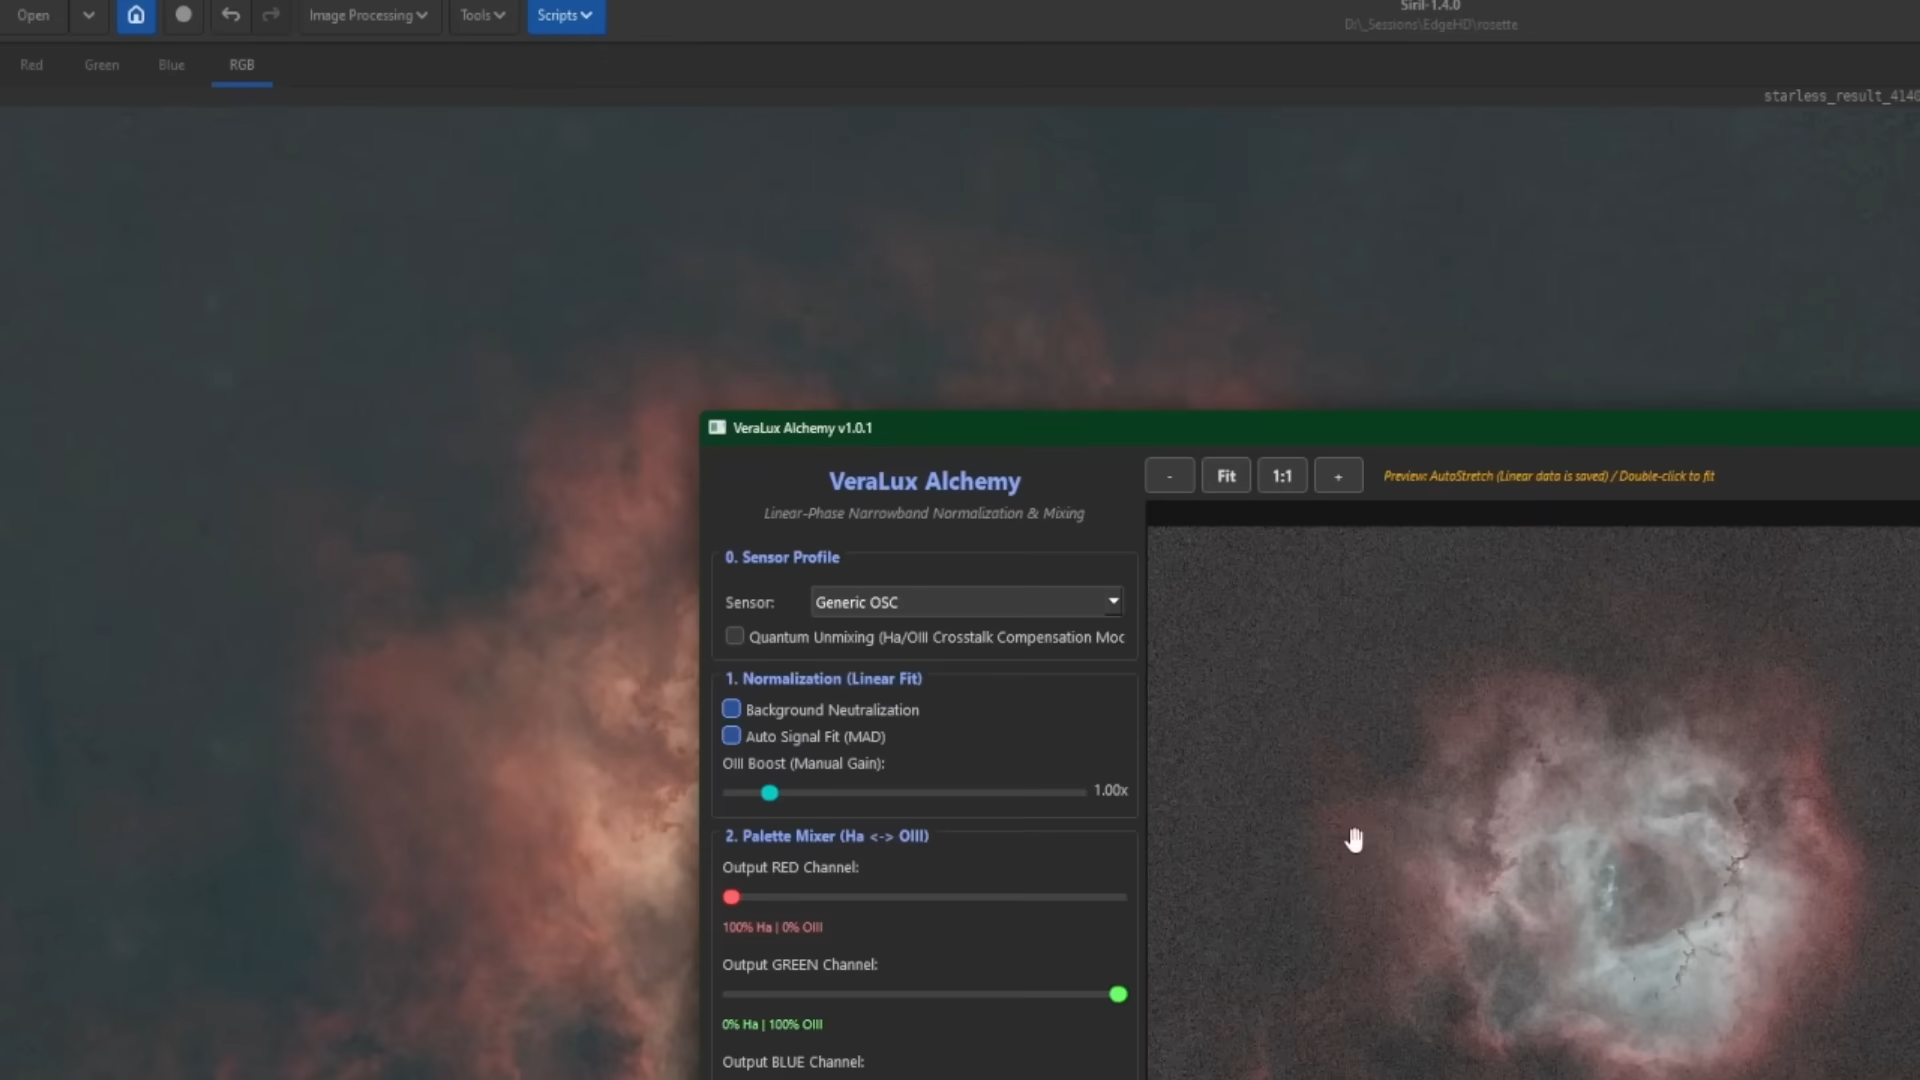 Siril-1.4.0
Open
Image Processing
Tools
Scripts
D:\_Sessions\EdgeHD\rosette
Red
Green
Blue
RGB
starless_result_4140
VeraLux Alchemy v1.0.1
VeraLux Alchemy
Linear-Phase Narrowband Normalization & Mixing
-
Fit
1:1
+
Preview: AutoStretch (Linear data is saved) / Double-click to fit
0. Sensor Profile
Sensor:
Generic OSC
Quantum Unmixing (Ha/OIII Crosstalk Compensation Moc
1. Normalization (Linear Fit)
Background Neutralization
Auto Signal Fit (MAD)
OIII Boost (Manual Gain):
1.00x
2. Palette Mixer (Ha <-> OIII)
Output RED Channel:
100% Ha | 0% OIII
Output GREEN Channel:
0% Ha | 100% OIII
Output BLUE Channel: